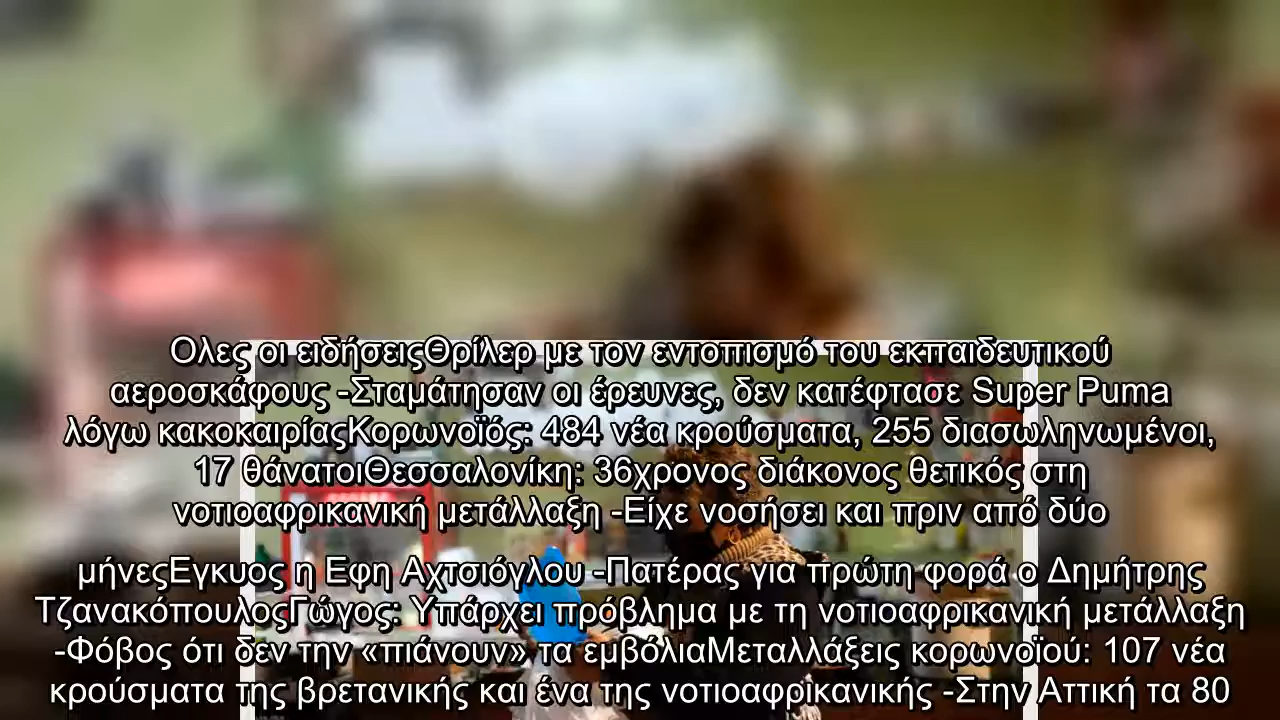 Ολες οι ειδήσειςΘρίλερ με τον εντοπισμό του εκπαιδευτικού
αεροσκάφους -Σταμάτησαν οι έρευνες, δεν κατέφτασε Super Puma
λόγω κακοκαιρίαςΚορωνοϊός: 484 νέα κρούσματα, 255 διασωληνωμένοι,
17 θάνατοιΘεσσαλονίκη: 36χρονος διάκονος θετικός στη
νοτιοαφρικανική μετάλλαξη -Είχε νοσήσει και πριν από δύο
μήνεςΕγκυος η Εφη Αχτσιόγλου -Πατέρας για πρώτη φορά ο Δημήτρης
ΤζανακόπουλοςΓώγος: Υπάρχει πρόβλημα με τη νοτιοαφρικανική μετάλλαξη
-Φόβος ότι δεν την «πιάνουν» τα εμβόλιαΜεταλλάξεις κορωνοϊού: 107 νέα
κρούσματα της βρετανικής και ένα της νοτιοαφρικανικής -Στην Αττική τα 80